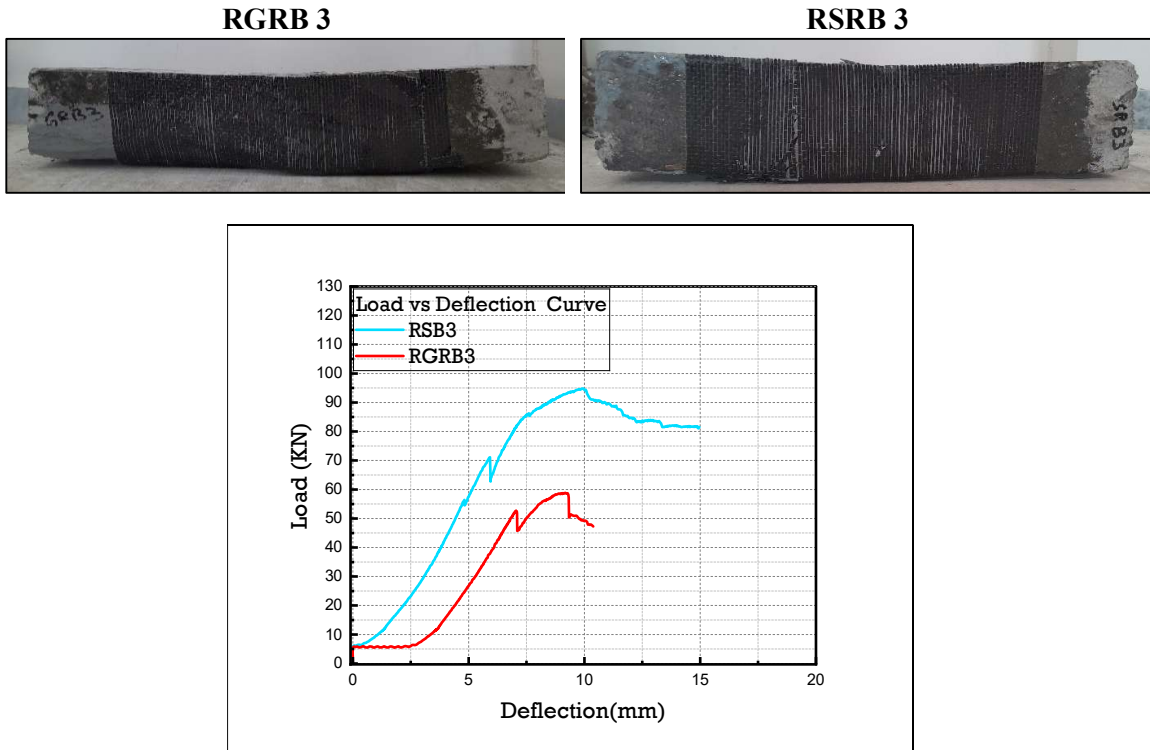 RGRB 3
RSRB 3
GRB3
SRB3
Load vs Deflection Curve
RSB3
RGRB3
130
120
110
100
90
80
70
60
50
40
30
20
10
0
Load (KN)
0 5 10 15 20
Deflection(mm)